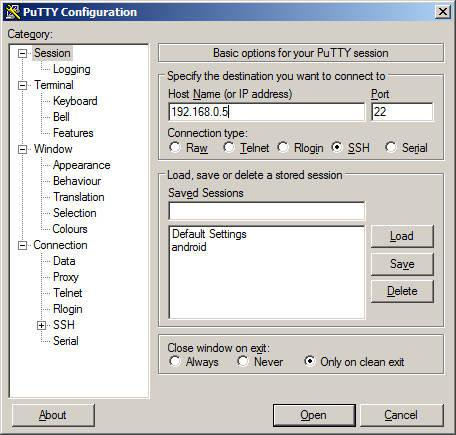 PuTTY Configuration
Category:
Session
Logging
Terminal
Keyboard
Bell
Features
Window
Appearance
Behaviour
Translation
Selection
Colours
Connection
Data
Proxy
Telnet
Rlogin
SSH
Serial
Basic options for your PuTTY session
Specify the destination you want to connect to
Host Name (or IP address) Port
192.168.0.5 22
Connection type:
Raw Telnet Rlogin SSH Serial
Load, save or delete a stored session
Saved Sessions
Default Settings
android
Load
Save
Delete
Close window on exit:
Always Never Only on clean exit
About Open Cancel